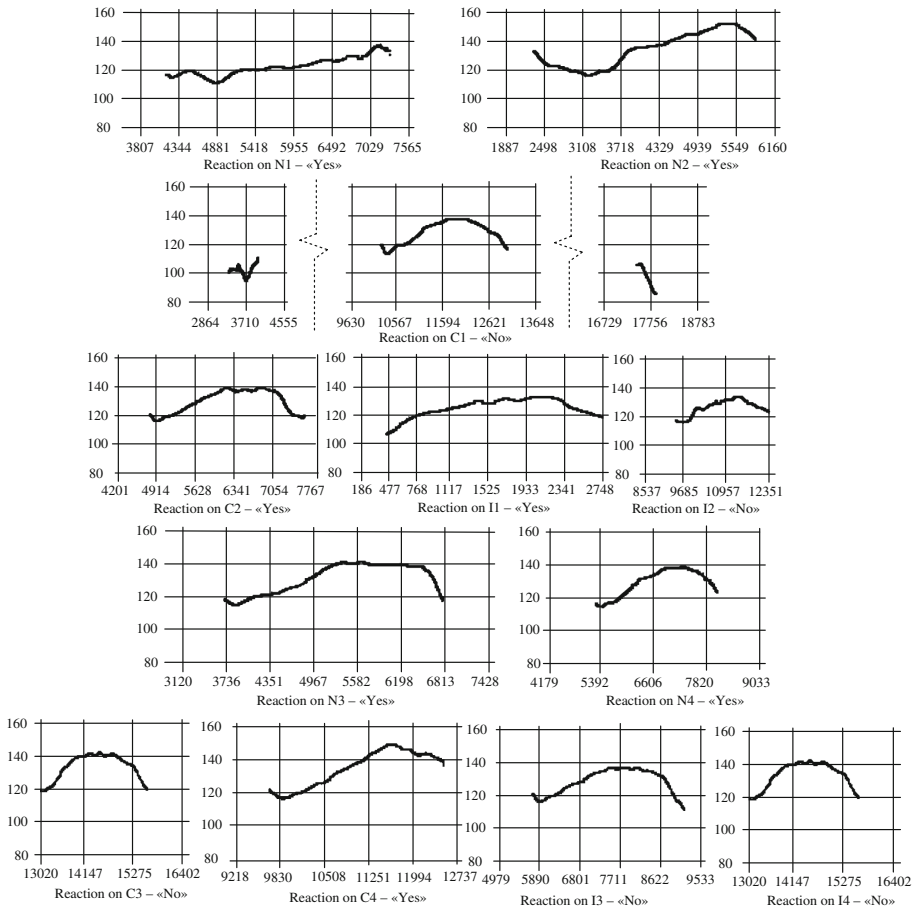 160
140
120
100
80
3807 4344 4881 5418 5955 6492 7029 7565
Reaction on N1 – «Yes»
160
140
120
100
80
1887 2498 3108 3718 4329 4939 5549 6160
Reaction on N2 – «Yes»
160
140
120
100
80
2864 3710 4555
9630 10567 11594 12621 13648
16729 17756 18783
Reaction on C1 – «No»
160
140
120
100
80
4201 4914 5628 6341 7054 7767
Reaction on C2 – «Yes»
160
140
120
100
80
186 477 768 1117 1525 1933 2341 2748
Reaction on I1 – «Yes»
160
140
120
100
80
8537 9685 10957 12351
Reaction on I2 – «No»
160
140
120
100
80
3120 3736 4351 4967 5582 6198 6813 7428
Reaction on N3 – «Yes»
160
140
120
100
80
4179 5392 6606 7820 9033
Reaction on N4 – «Yes»
160
140
120
100
80
13020 14147 15275 16402
Reaction on C3 – «No»
160
140
120
100
80
9218 9830 10508 11251 11994 12737
Reaction on C4 – «Yes»
160
140
120
100
80
4979 5890 6801 7711 8622 9533
Reaction on I3 – «No»
160
140
120
100
80
13020 14147 15275 16402
Reaction on I4 – «No»